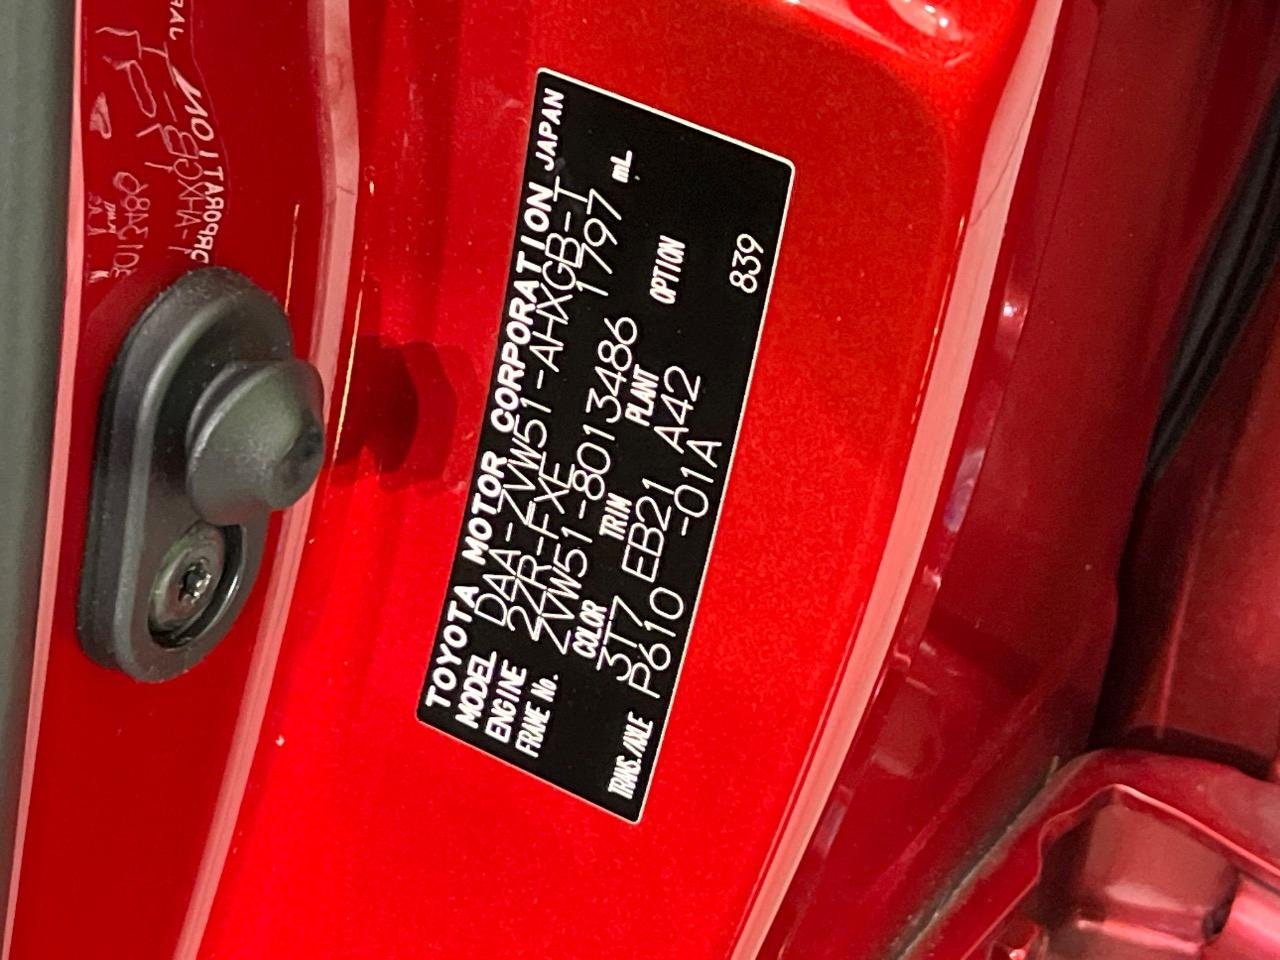 TOYOTA MOTOR CORPORATION JAPAN
MODEL DAA-ZVW51-AHXGB-T
ENGINE 2ZR-FXE 1797 mL
FRAME No. ZVW51-8013486
COLOR TRIM PLANT OPTION
3T7 EB21 A42
TRANS./AXLE P610 -01A 839